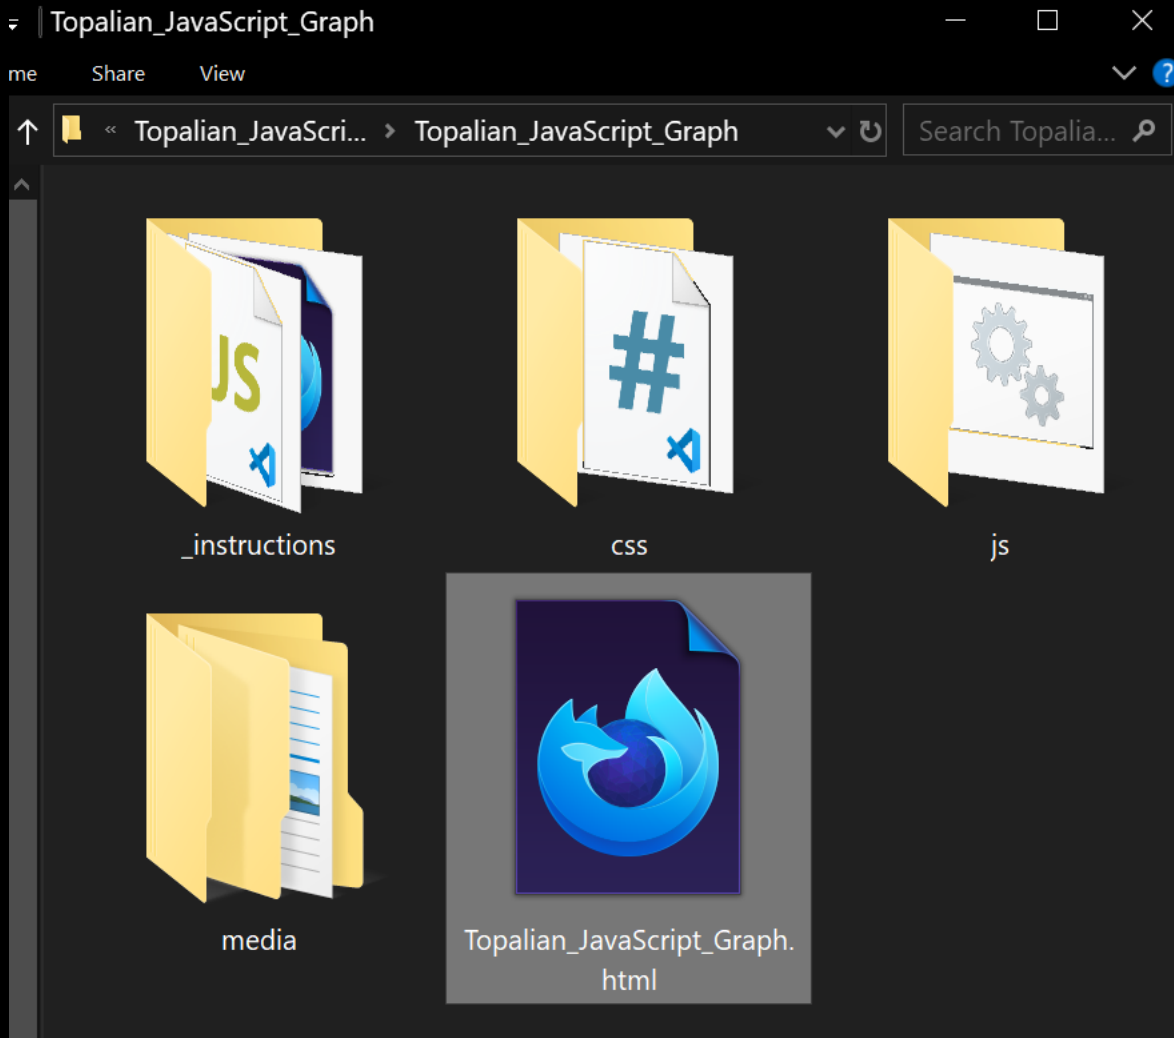 Topalian_JavaScript_Graph
me Share View
Topalian_JavaScri... Topalian_JavaScript_Graph Search Topalia...
JS
#
_instructions css js
media Topalian_JavaScript_Graph.
html